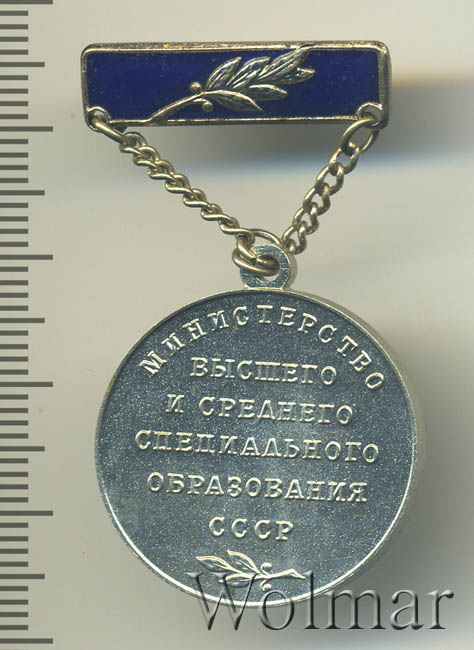 МИНИСТЕРСТВО
ВЫСШЕГО
И СРЕДНЕГО
СПЕЦИАЛЬНОГО
ОБРАЗОВАНИЯ
СССР
Wolmar